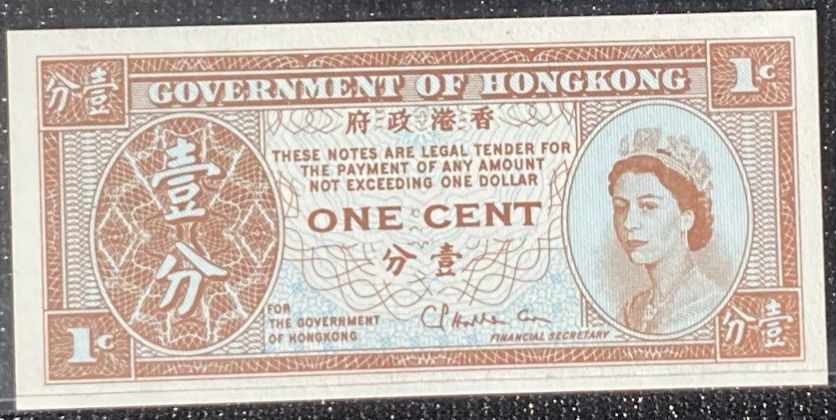 分壹
GOVERNMENT OF HONGKONG
1C
府政港香
THESE NOTES ARE LEGAL TENDER FOR
THE PAYMENT OF ANY AMOUNT
NOT EXCEEDING ONE DOLLAR
壹分
ONE CENT
分壹
FOR
THE GOVERNMENT
OF HONGKONG
FINANCIAL SECRETARY
1C
分壹